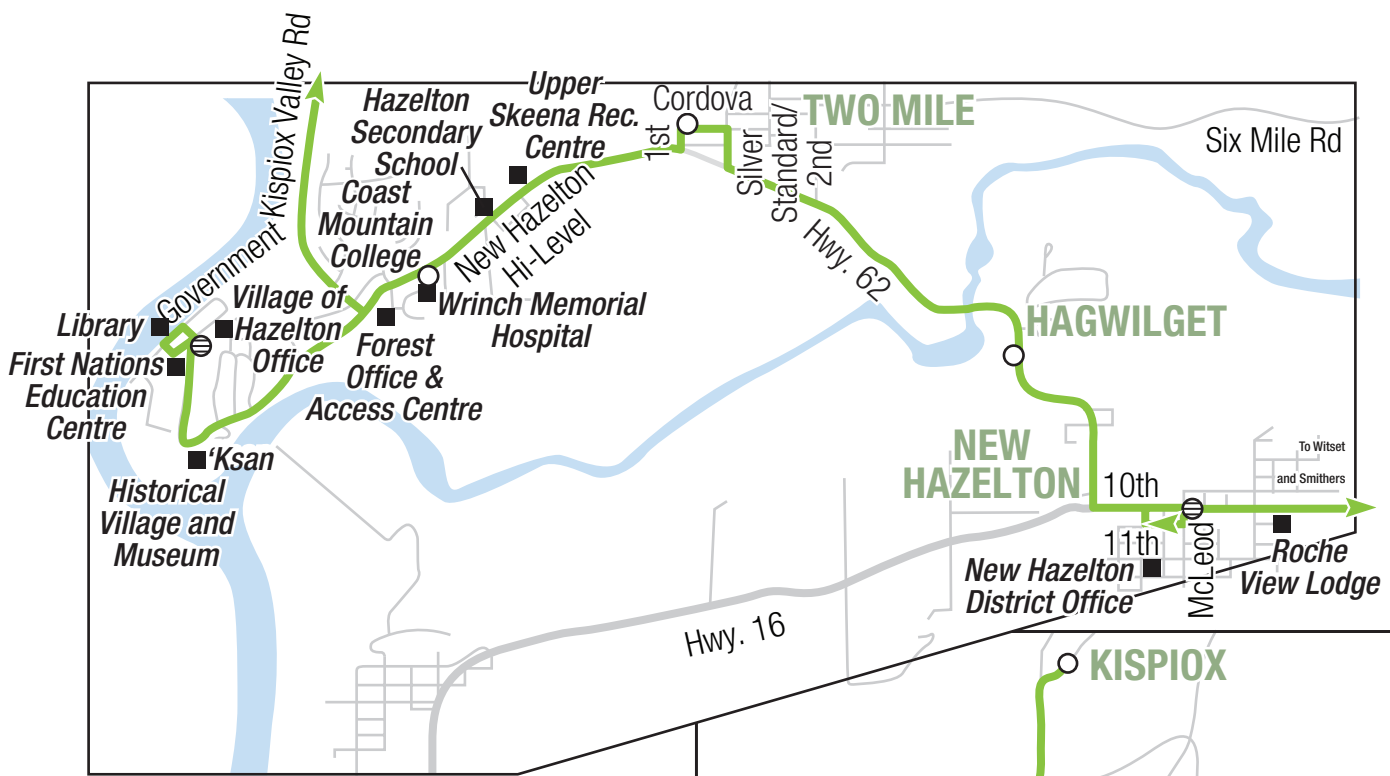 Kispiox Valley Rd
Government
Hazelton
Secondary
School
Upper
Skeena Rec.
Centre
Coast
Mountain
College
New Hazelton
Hi-Level
Cordova
1st
TWO MILE
Silver
Standard/
2nd
Six Mile Rd
Hwy. 62
HAGWILGET
Library
Village of
Hazelton
Office
First Nations
Education
Centre
Wrinch Memorial
Hospital
Forest
Office &
Access Centre
'Ksan
Historical
Village and
Museum
NEW
HAZELTON
10th
11th
McLeod
To Witset
and Smithers
New Hazelton
District Office
Roche
View Lodge
Hwy. 16
KISPIOX